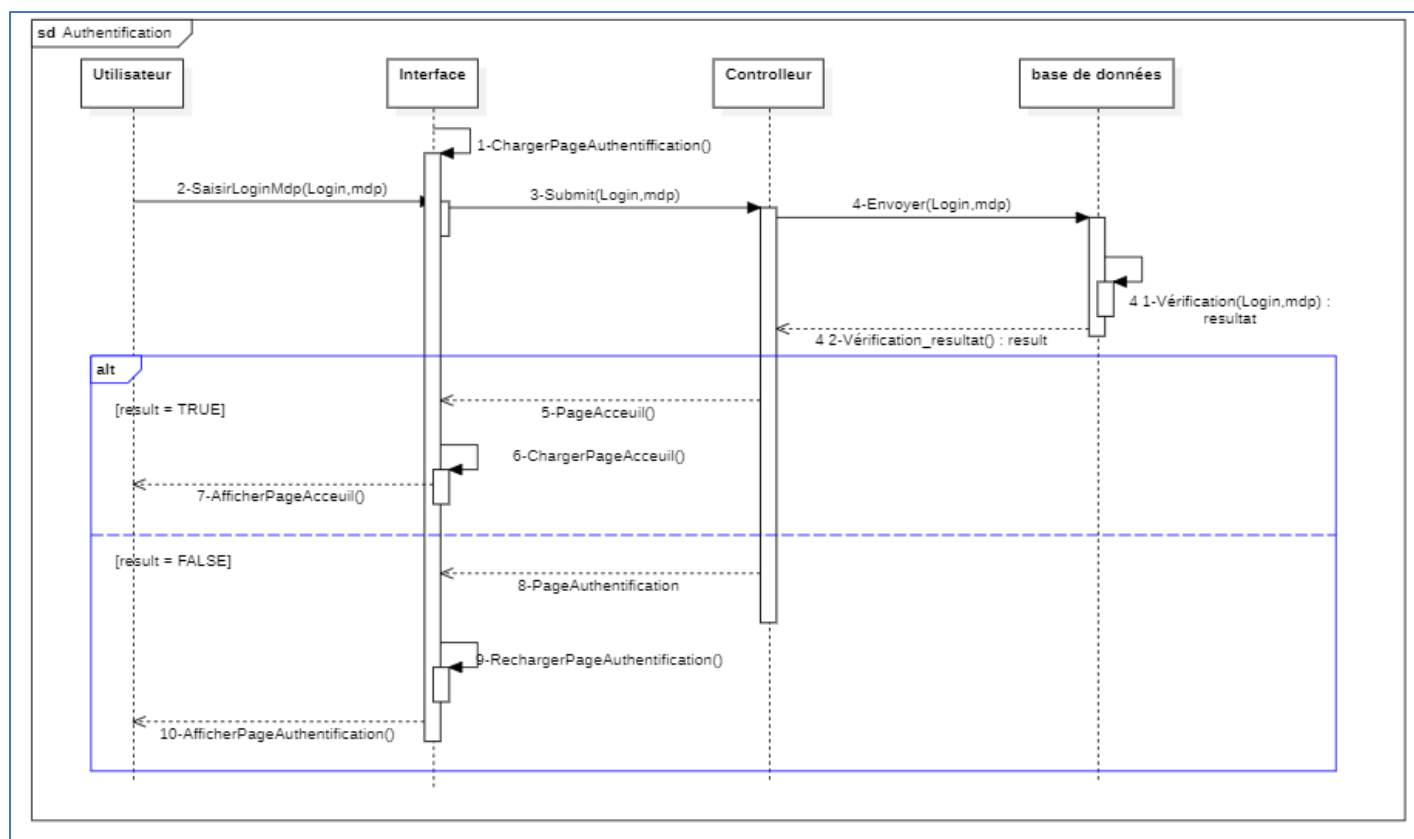 sd Authentification
Utilisateur
Interface
Controlleur
base de données
1-ChargerPageAuthentiffication()
2-SaisirLoginMdp(Login,mdp)
3-Submit(Login,mdp)
4-Envoyer(Login,mdp)
4 1-Vérification(Login,mdp) :
resultat
4 2-Vérification_resultat() : result
alt
[result = TRUE]
5-PageAcceuil()
6-ChargerPageAcceuil()
7-AfficherPageAcceuil()
[result = FALSE]
8-PageAuthentification
9-RechargerPageAuthentification()
10-AfficherPageAuthentification()